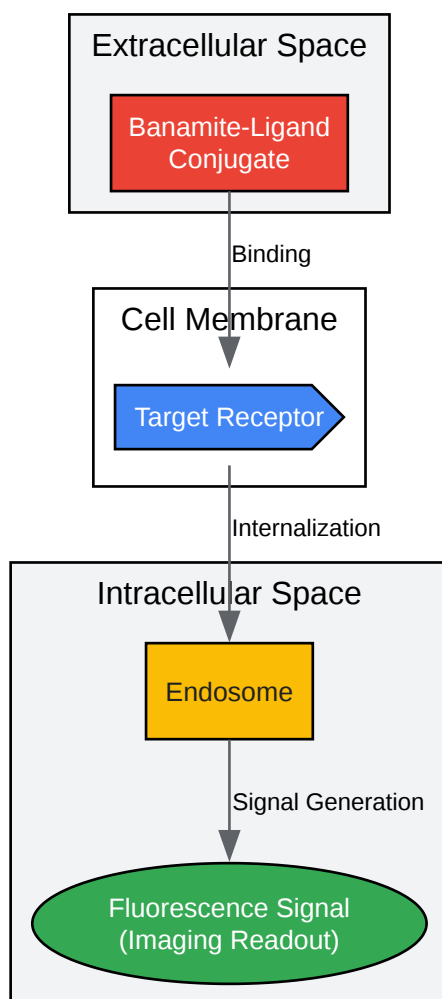 Extracellular Space
Banamite-Ligand
Conjugate
Binding
Cell Membrane
Target Receptor
Internalization
Intracellular Space
Endosome
Signal Generation
Fluorescence Signal
(Imaging Readout)